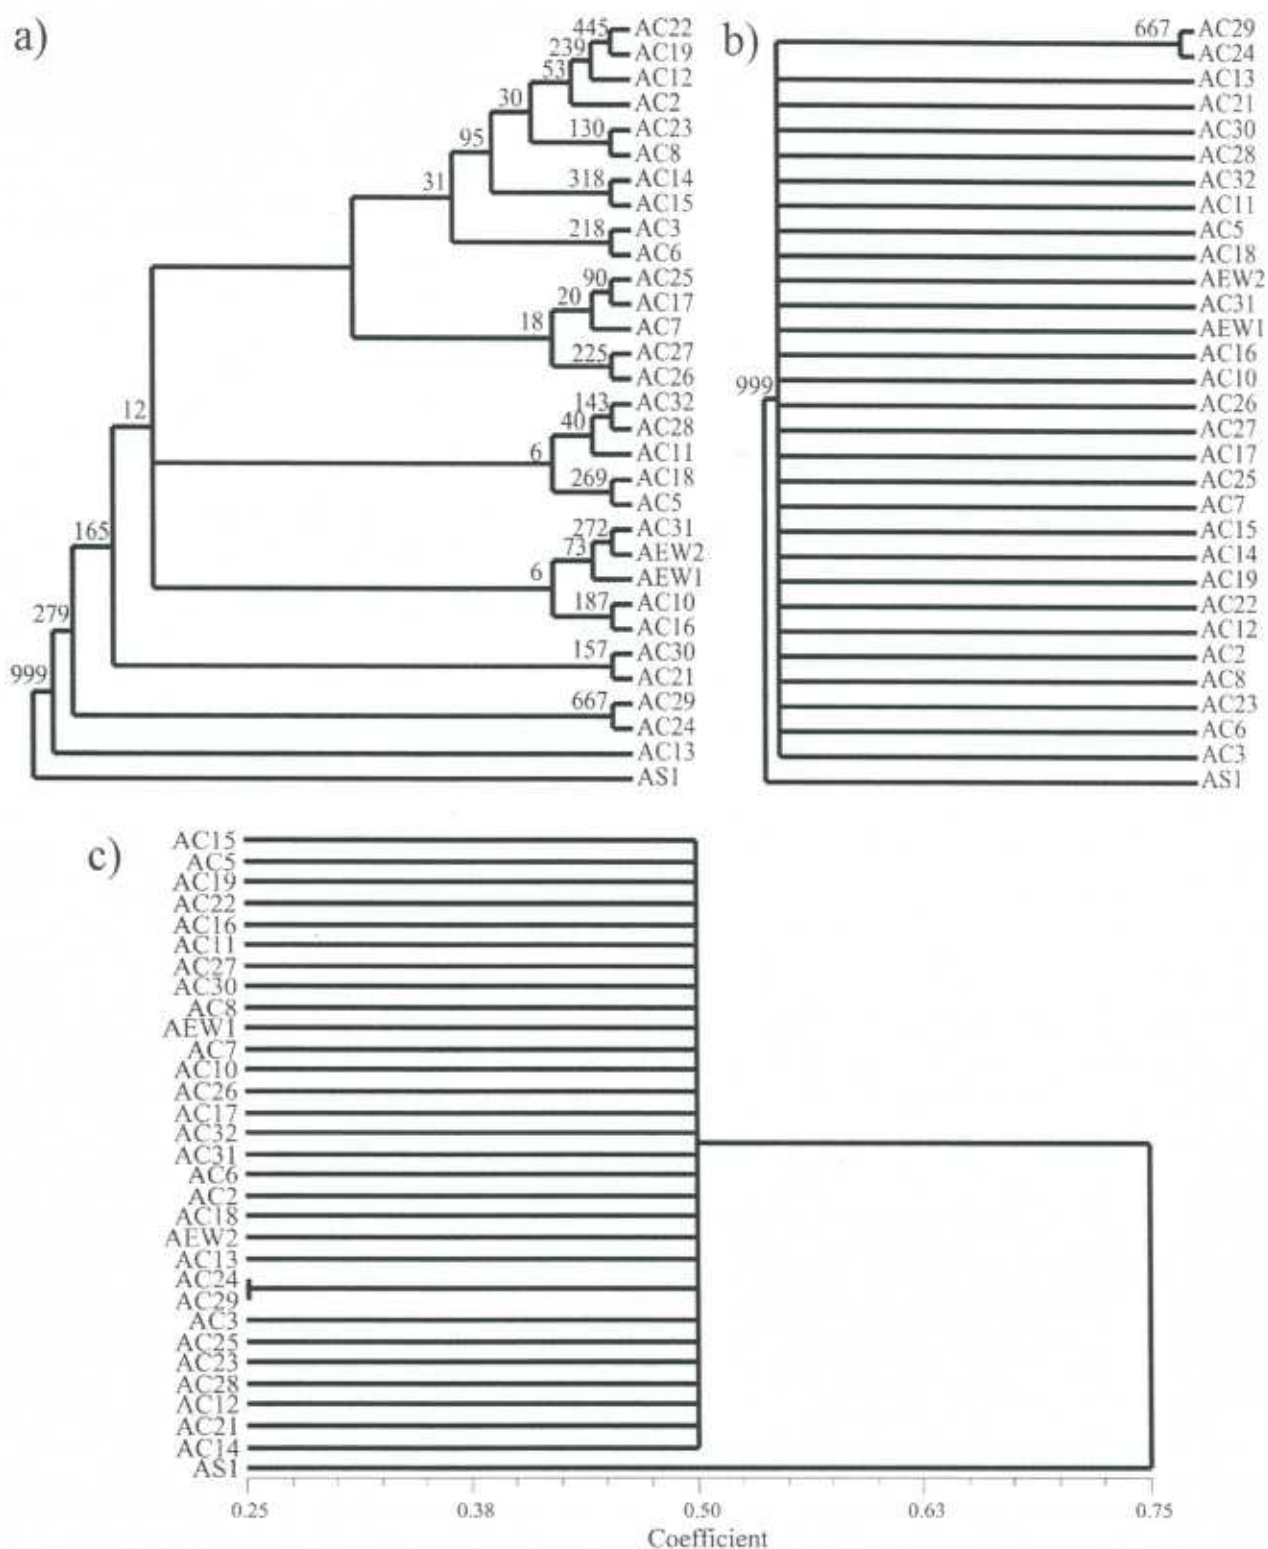 a)
445
AC22
239
AC19
53
AC12
30
AC2
95
130
AC23
AC8
31
318
AC14
AC15
218
AC3
AC6
90
AC25
20
AC17
18
AC7
225
AC27
AC26
12
143
AC32
40
AC28
6
AC11
269
AC18
AC5
165
272
AC31
73
AEW2
6
AEW1
187
AC10
AC16
279
157
AC30
AC21
999
667
AC29
AC24
AC13
AS1
b)
667
AC29
AC24
AC13
AC21
AC30
AC28
AC32
AC11
AC5
AC18
AEW2
AC31
AEW1
AC16
999
AC10
AC26
AC27
AC17
AC25
AC7
AC15
AC14
AC19
AC22
AC12
AC2
AC8
AC23
AC6
AC3
AS1
c)
AC15
AC5
AC19
AC22
AC16
AC11
AC27
AC30
AC8
AEW1
AC7
AC10
AC26
AC17
AC32
AC31
AC6
AC2
AC18
AEW2
AC13
AC24
AC29
AC3
AC25
AC23
AC28
AC12
AC21
AC14
AS1
0.25 0.38 0.50 0.63 0.75
Coefficient